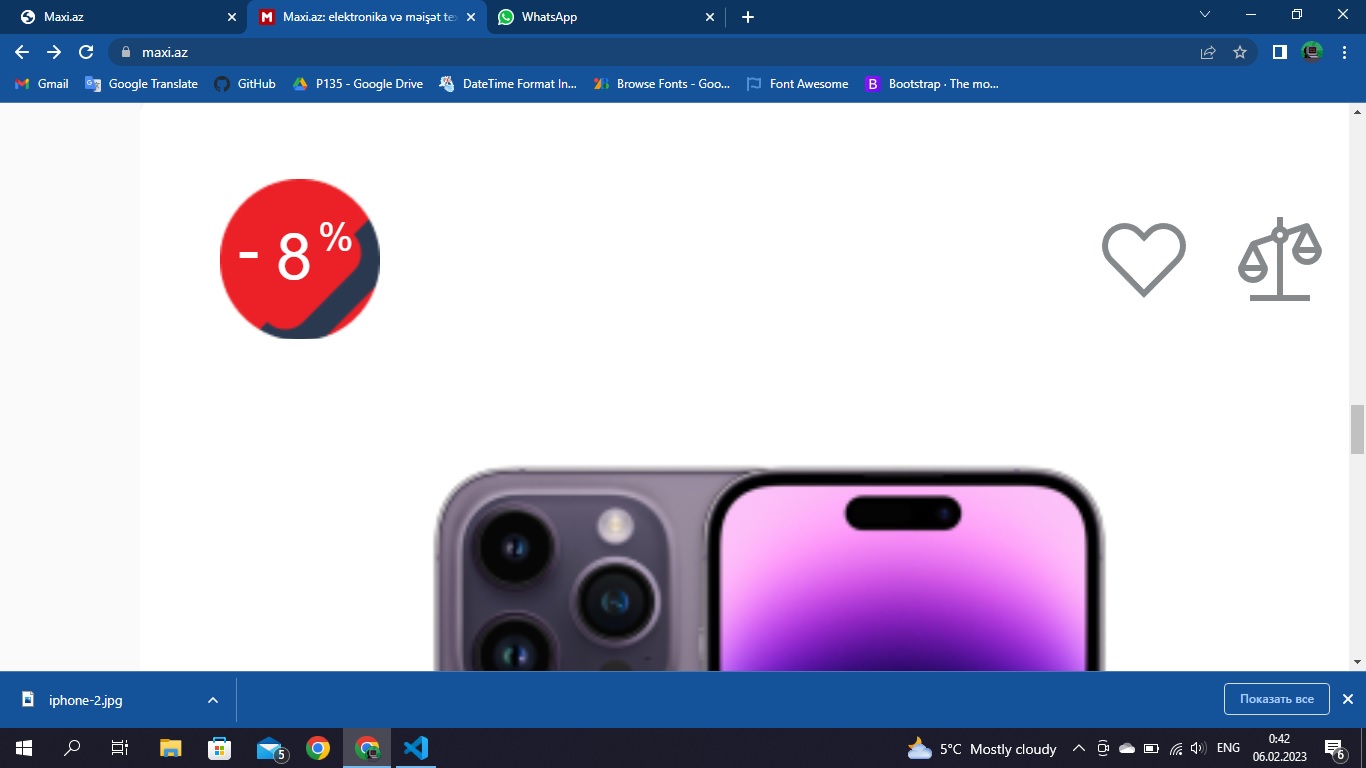 Maxi.az
Maxi.az: elektronika və məişət te
WhatsApp
maxi.az
Gmail
Google Translate
GitHub
P135 - Google Drive
DateTime Format In...
Browse Fonts - Goo...
Font Awesome
B
Bootstrap · The mo...
- 8%
iphone-2.jpg
Показать все
5
5°C Mostly cloudy
ENG
0:42
06.02.2023
6